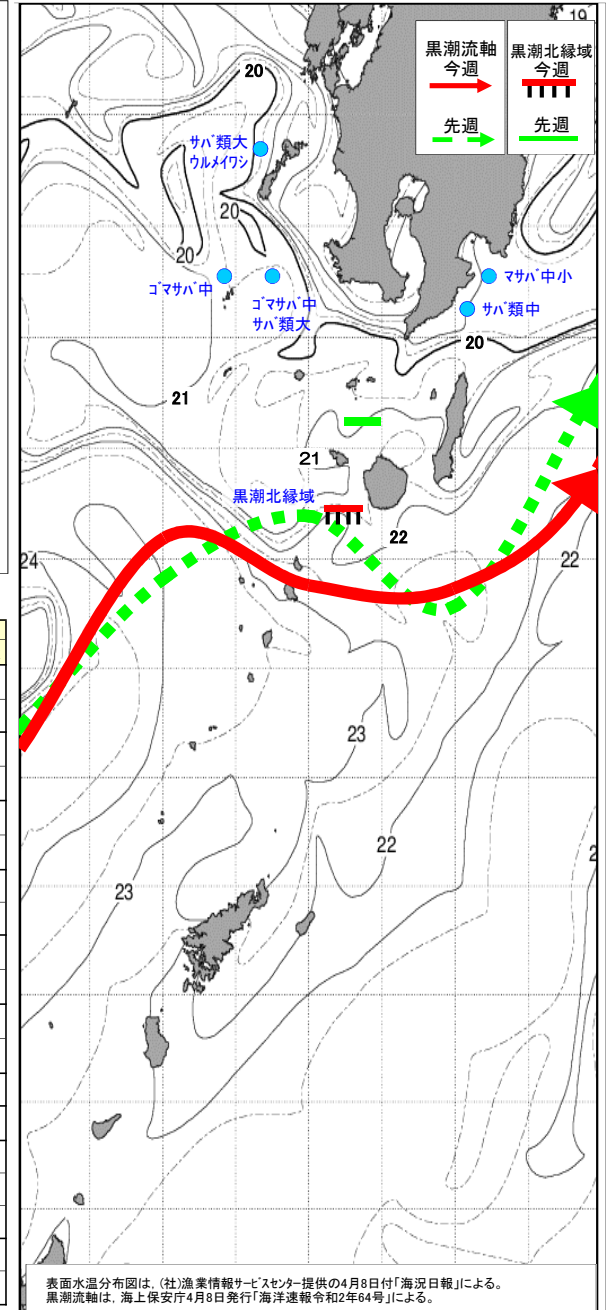 19
黒潮流軸 黒潮北縁域
今週 今週
先週 先週
20
サバ類大
ウルメイワシ
20
20
ゴマサバ中
ゴマサバ中
サバ類大
マサバ中小
サバ類中
20
21
21
黒潮北縁域
22
24
22
23
22
23
表面水温分布図は、(社)漁業情報サービスセンター提供の4月8日付「海況日報」による。
黒潮流軸は、海上保安庁4月8日発行「海洋速報令和2年64号」による。